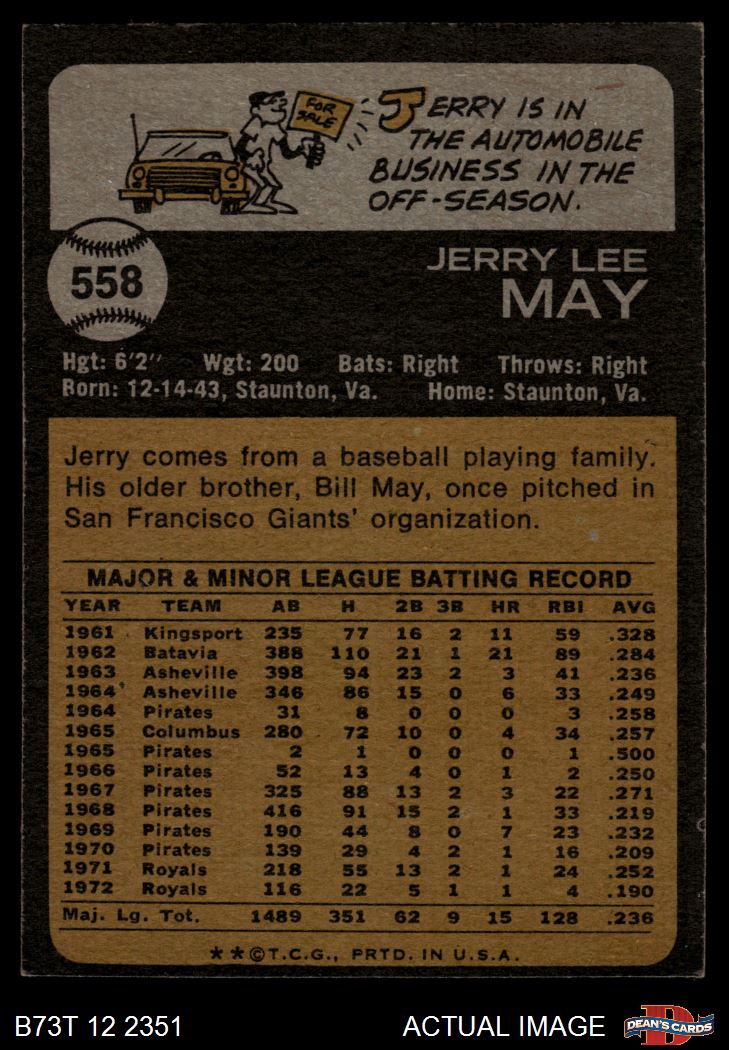 FOR SALE
JERRY IS IN
THE AUTOMOBILE
BUSINESS IN THE
OFF-SEASON.
558
JERRY LEE
MAY
Hgt: 6'2" Wgt: 200 Bats: Right Throws: Right
Born: 12-14-43, Staunton, Va. Home: Staunton, Va.
Jerry comes from a baseball playing family.
His older brother, Bill May, once pitched in
San Francisco Giants' organization.
MAJOR & MINOR LEAGUE BATTING RECORD
YEAR TEAM AB H 2B 3B HR RBI AVG
1961 Kingsport 235 77 16 2 11 59 .328
1962 Batavia 388 110 21 1 21 89 .284
1963 Asheville 398 94 23 2 3 41 .236
1964 Asheville 346 86 15 0 6 33 .249
1964 Pirates 31 8 0 0 0 3 .258
1965 Columbus 280 72 10 0 4 34 .257
1965 Pirates 2 1 0 0 0 1 .500
1966 Pirates 52 13 4 0 1 2 .250
1967 Pirates 325 88 13 2 3 22 .271
1968 Pirates 416 91 15 2 1 33 .219
1969 Pirates 190 44 8 0 7 23 .232
1970 Pirates 139 29 4 2 1 16 .209
1971 Royals 218 55 13 2 1 24 .252
1972 Royals 116 22 5 1 1 4 .190
Maj. Lg. Tot. 1489 351 62 9 15 128 .236
**©T.C.G., PRTD. IN U.S.A.
B73T 12 2351 ACTUAL IMAGE D DEAN'S CARDS